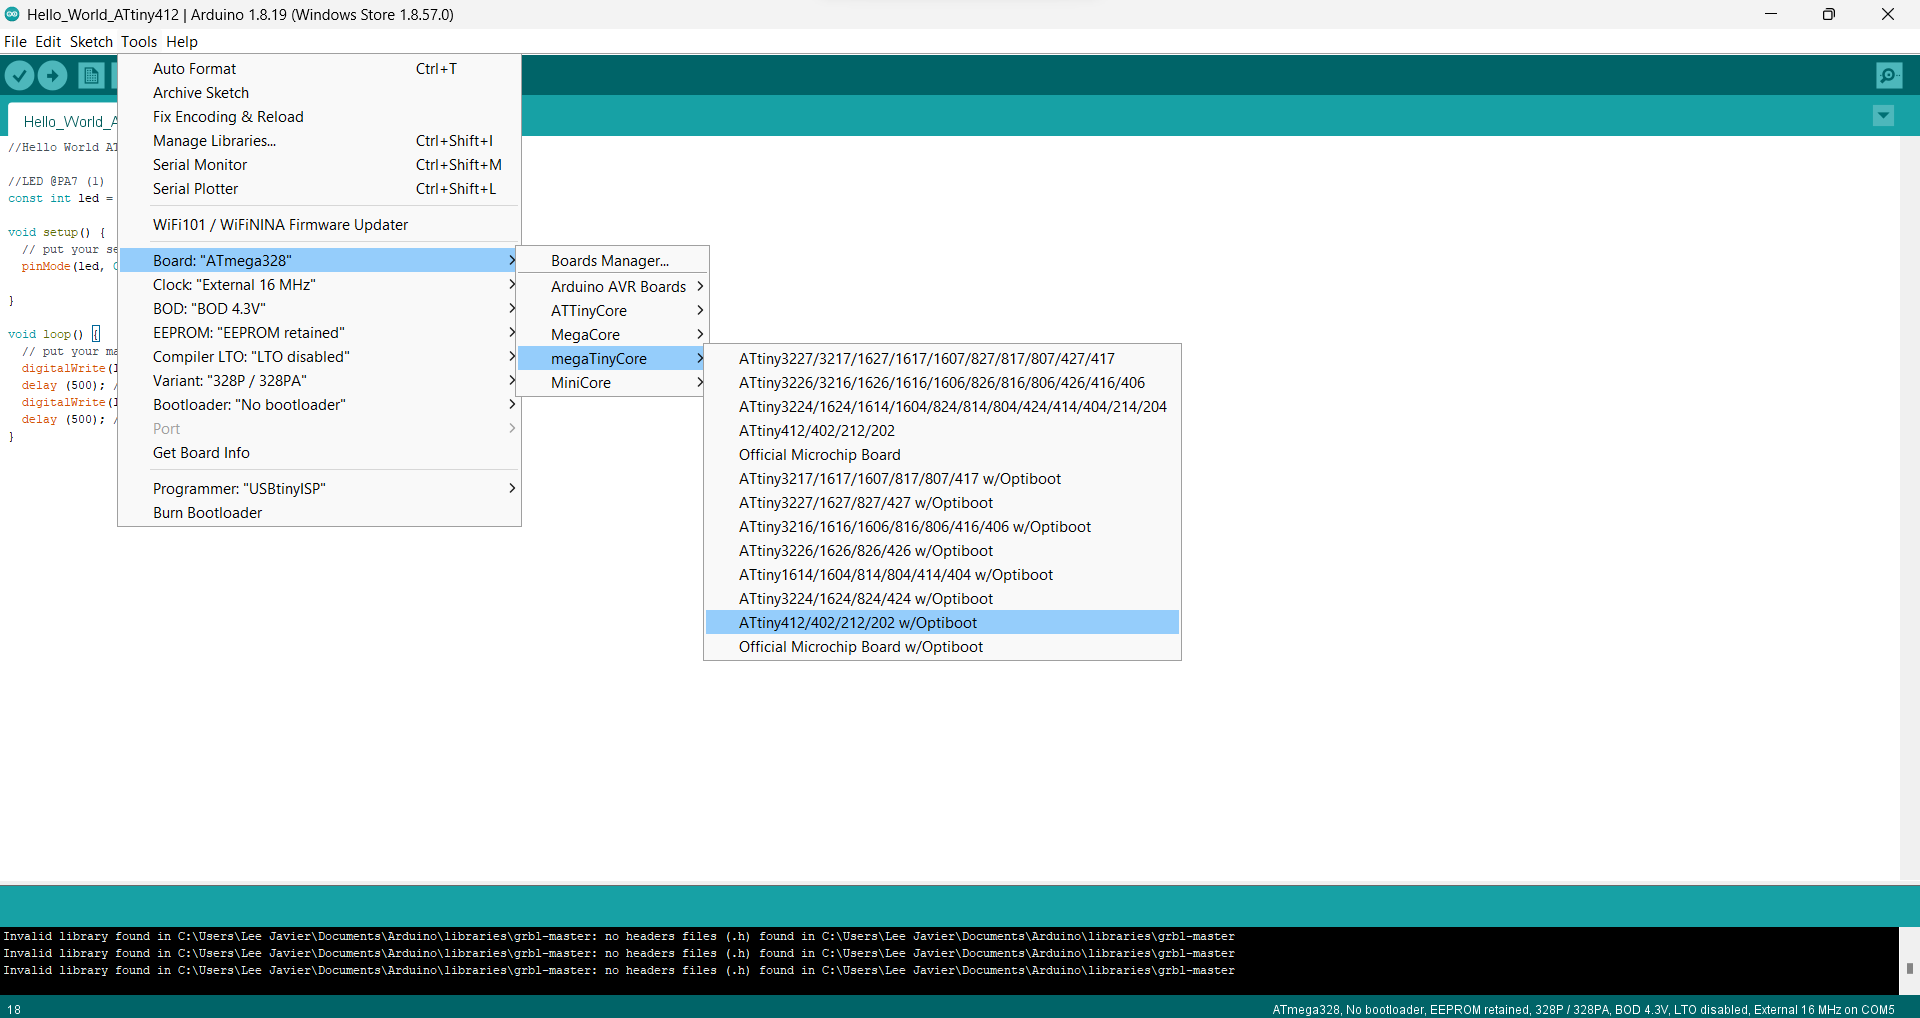 Hello_World_ATtiny412 | Arduino 1.8.19 (Windows Store 1.8.57.0)
File Edit Sketch Tools Help
Auto Format Ctrl+T
Archive Sketch
Fix Encoding & Reload
Manage Libraries... Ctrl+Shift+I
Serial Monitor Ctrl+Shift+M
Serial Plotter Ctrl+Shift+L
WiFi101 / WiFiNINA Firmware Updater
Board: "ATmega328"
Clock: "External 16 MHz"
BOD: "BOD 4.3V"
EEPROM: "EEPROM retained"
Compiler LTO: "LTO disabled"
Variant: "328P / 328PA"
Bootloader: "No bootloader"
Port
Get Board Info
Programmer: "USBtinyISP"
Burn Bootloader
Boards Manager...
Arduino AVR Boards
ATTinyCore
MegaCore
megaTinyCore
MiniCore
ATtiny3227/3217/1627/1617/1607/827/817/807/427/417
ATtiny3226/3216/1626/1616/1606/826/816/806/426/416/406
ATtiny3224/1624/1614/1604/824/814/804/424/414/404/214/204
ATtiny412/402/212/202
Official Microchip Board
ATtiny3217/1617/1607/817/807/417 w/Optiboot
ATtiny3227/1627/827/427 w/Optiboot
ATtiny3216/1616/1606/816/806/416/406 w/Optiboot
ATtiny3226/1626/826/426 w/Optiboot
ATtiny1614/1604/814/804/414/404 w/Optiboot
ATtiny3224/1624/824/424 w/Optiboot
ATtiny412/402/212/202 w/Optiboot
Official Microchip Board w/Optiboot
Hello_World_A
//Hello World AT
//LED @PA7 (1)
const int led =
void setup() {
// put your se
pinMode(led,
}
void loop() {
// put your ma
digitalWrite(
delay (500); /
digitalWrite(
delay (500); /
}
Invalid library found in C:\Users\Lee Javier\Documents\Arduino\libraries\grbl-master: no headers files (.h) found in C:\Users\Lee Javier\Documents\Arduino\libraries\grbl-master
Invalid library found in C:\Users\Lee Javier\Documents\Arduino\libraries\grbl-master: no headers files (.h) found in C:\Users\Lee Javier\Documents\Arduino\libraries\grbl-master
Invalid library found in C:\Users\Lee Javier\Documents\Arduino\libraries\grbl-master: no headers files (.h) found in C:\Users\Lee Javier\Documents\Arduino\libraries\grbl-master
18 ATmega328, No bootloader, EEPROM retained, 328P / 328PA, BOD 4.3V, LTO disabled, External 16 MHz on COM5